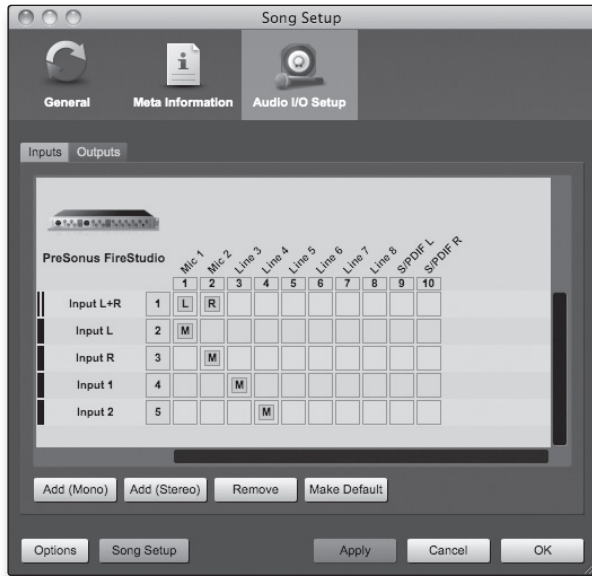 Song Setup
General Meta Information Audio I/O Setup
Inputs Outputs
PreSonus FireStudio Mic 1 Mic 2 Line 3 Line 4 Line 5 Line 6 Line 7 Line 8 S/PDIF L S/PDIF R
1 2 3 4 5 6 7 8 9 10
Input L+R 1 L R
Input L 2 M
Input R 3 M
Input 1 4 M
Input 2 5 M
Add (Mono) Add (Stereo) Remove Make Default
Options Song Setup Apply Cancel OK